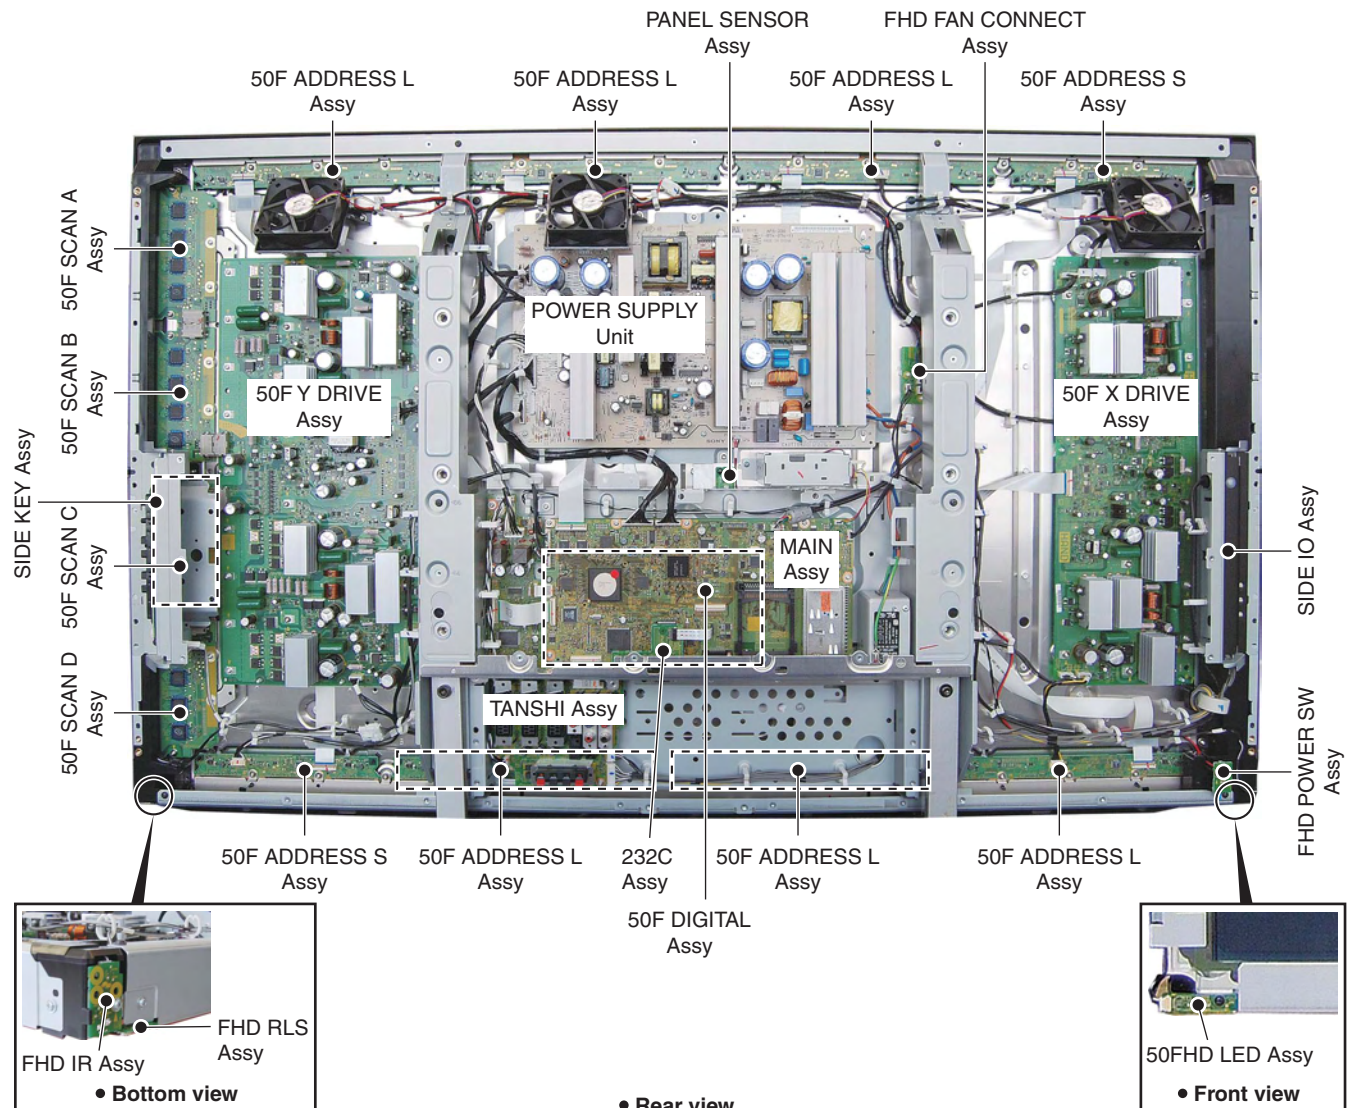 PANEL SENSOR
Assy
FHD FAN CONNECT
Assy
50F ADDRESS L
Assy
50F ADDRESS L
Assy
50F ADDRESS L
Assy
50F ADDRESS S
Assy
50F SCAN A
Assy
50F SCAN B
Assy
SIDE KEY Assy
50F SCAN C
Assy
50F SCAN D
Assy
POWER SUPPLY
Unit
50F Y DRIVE
Assy
50F X DRIVE
Assy
MAIN
Assy
SIDE IO Assy
TANSHI Assy
FHD POWER SW
Assy
50F ADDRESS S
Assy
50F ADDRESS L
Assy
232C
Assy
50F ADDRESS L
Assy
50F ADDRESS L
Assy
50F DIGITAL
Assy
FHD RLS
Assy
FHD IR Assy
• Bottom view
50FHD LED Assy
• Front view
• Rear view